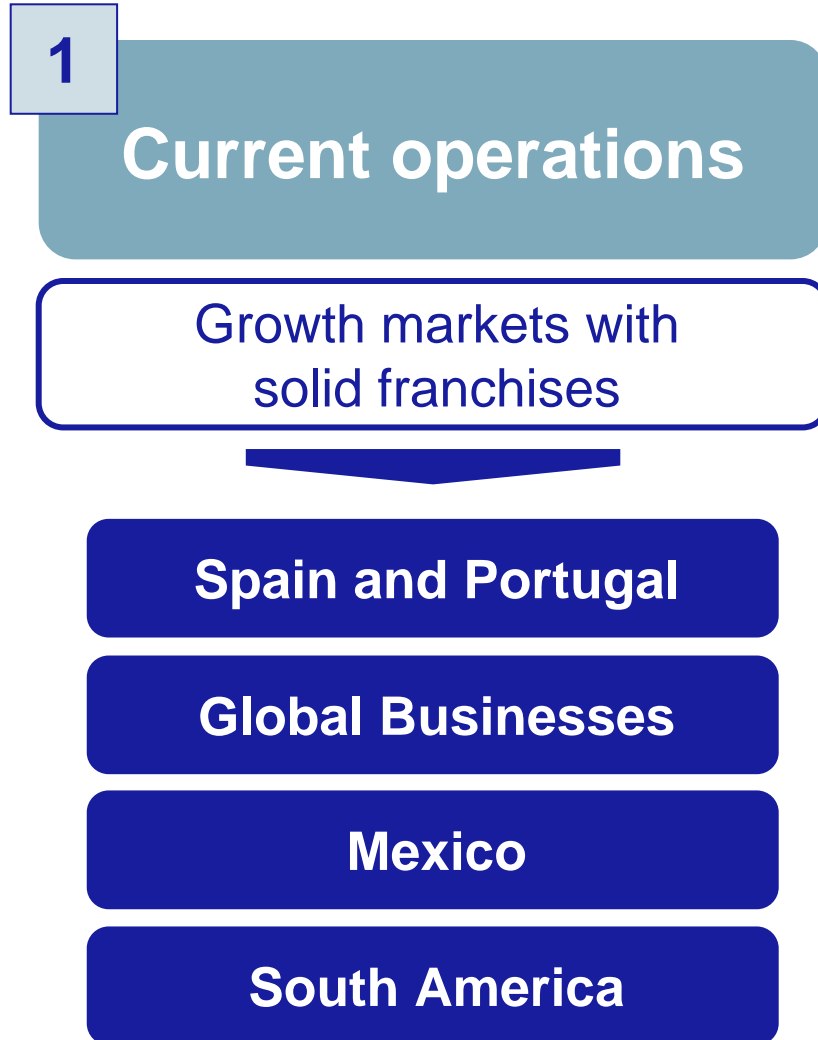 1
Current operations
Growth markets with
solid franchises
Spain and Portugal
Global Businesses
Mexico
South America